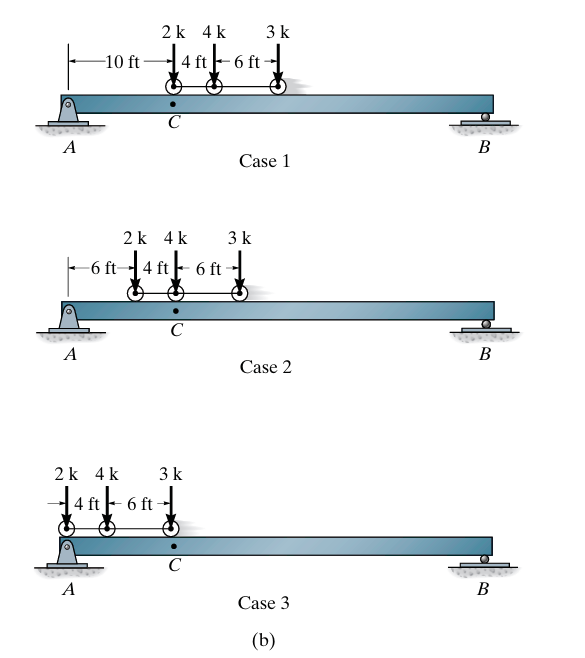 2 k 4 k 3 k
10 ft 4 ft 6 ft
C
A B
Case 1
2 k 4 k 3 k
6 ft 4 ft 6 ft
C
A B
Case 2
2 k 4 k 3 k
4 ft 6 ft
C
A B
Case 3
(b)